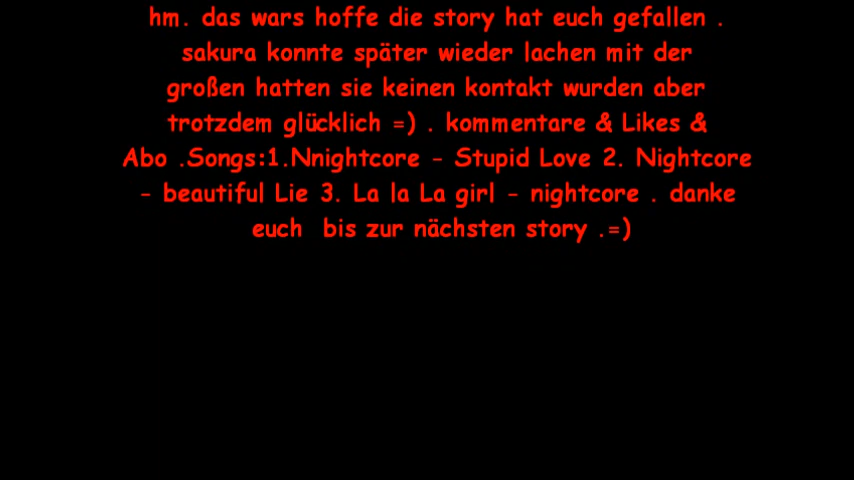 hm. das wars hoffe die story hat euch gefallen .
sakura konnte später wieder lachen mit der
großen hatten sie keinen kontakt wurden aber
trotzdem glücklich =) . kommentare & Likes &
Abo .Songs:1.Nnightcore - Stupid Love 2. Nightcore
- beautiful Lie 3. La la La girl - nightcore . danke
euch  bis zur nächsten story .=)